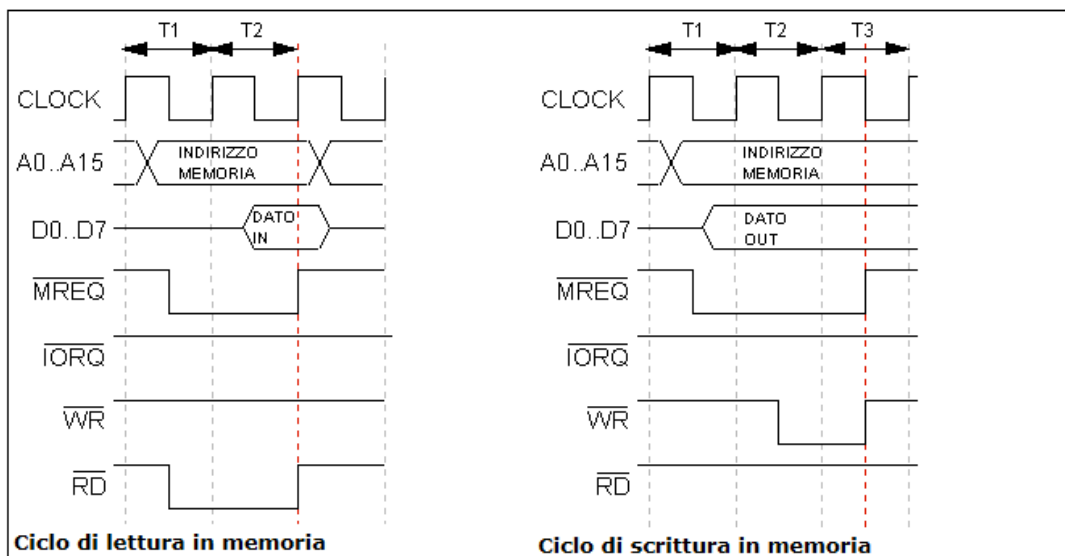 T1 T2
CLOCK
A0..A15 INDIRIZZO
MEMORIA
D0..D7 DATO
IN
MREQ
IORQ
WR
RD
Ciclo di lettura in memoria
T1 T2 T3
CLOCK
A0..A15 INDIRIZZO
MEMORIA
D0..D7 DATO
OUT
MREQ
IORQ
WR
RD
Ciclo di scrittura in memoria